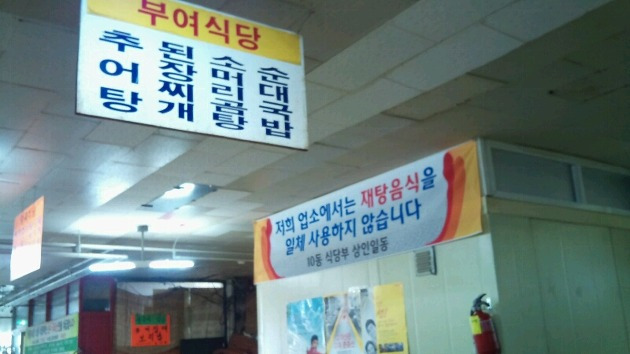 부여식당
추어탕
된장찌개
소머리곰탕
순대국밥
저희 업소에서는 재탕음식을
일체 사용하지 않습니다
10동 식당부 상인일동